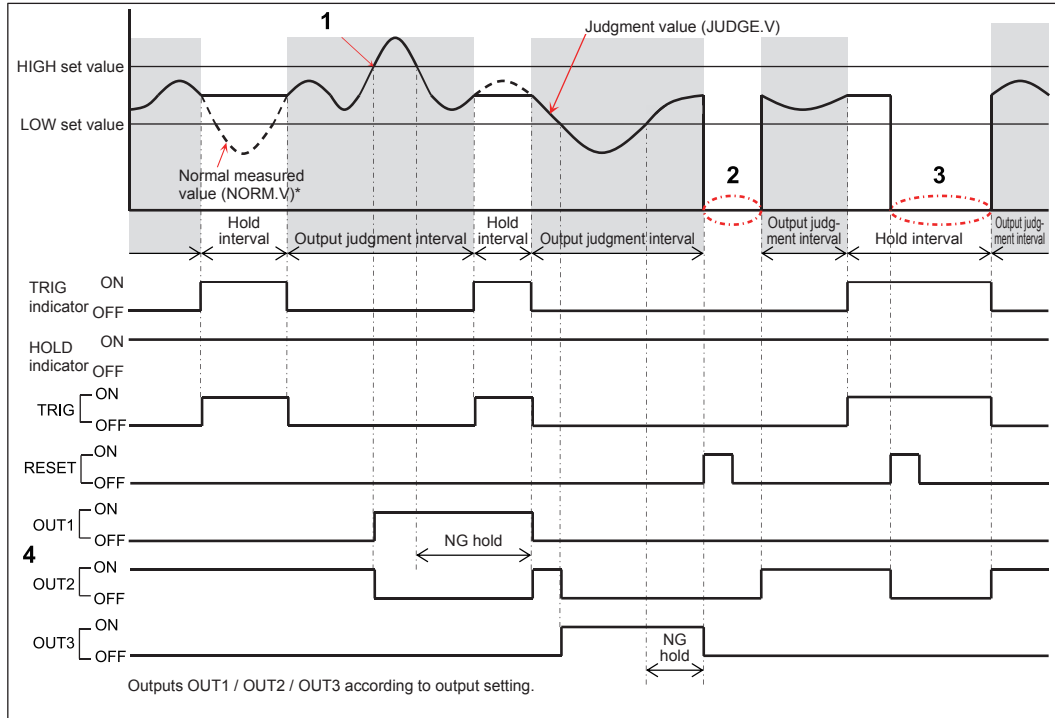 1
Judgment value (JUDGE.V)
HIGH set value
LOW set value
Normal measured
value (NORM.V)*
2
3
Hold
interval
Output judgment interval
Hold
interval
Output judgment interval
Output judg-
ment interval
Hold interval
Output judg-
ment interval
TRIG
indicator
ON
OFF
HOLD
indicator
ON
OFF
TRIG
ON
OFF
RESET
ON
OFF
OUT1
ON
OFF
NG hold
4
OUT2
ON
OFF
OUT3
ON
OFF
NG
hold
Outputs OUT1 / OUT2 / OUT3 according to output setting.